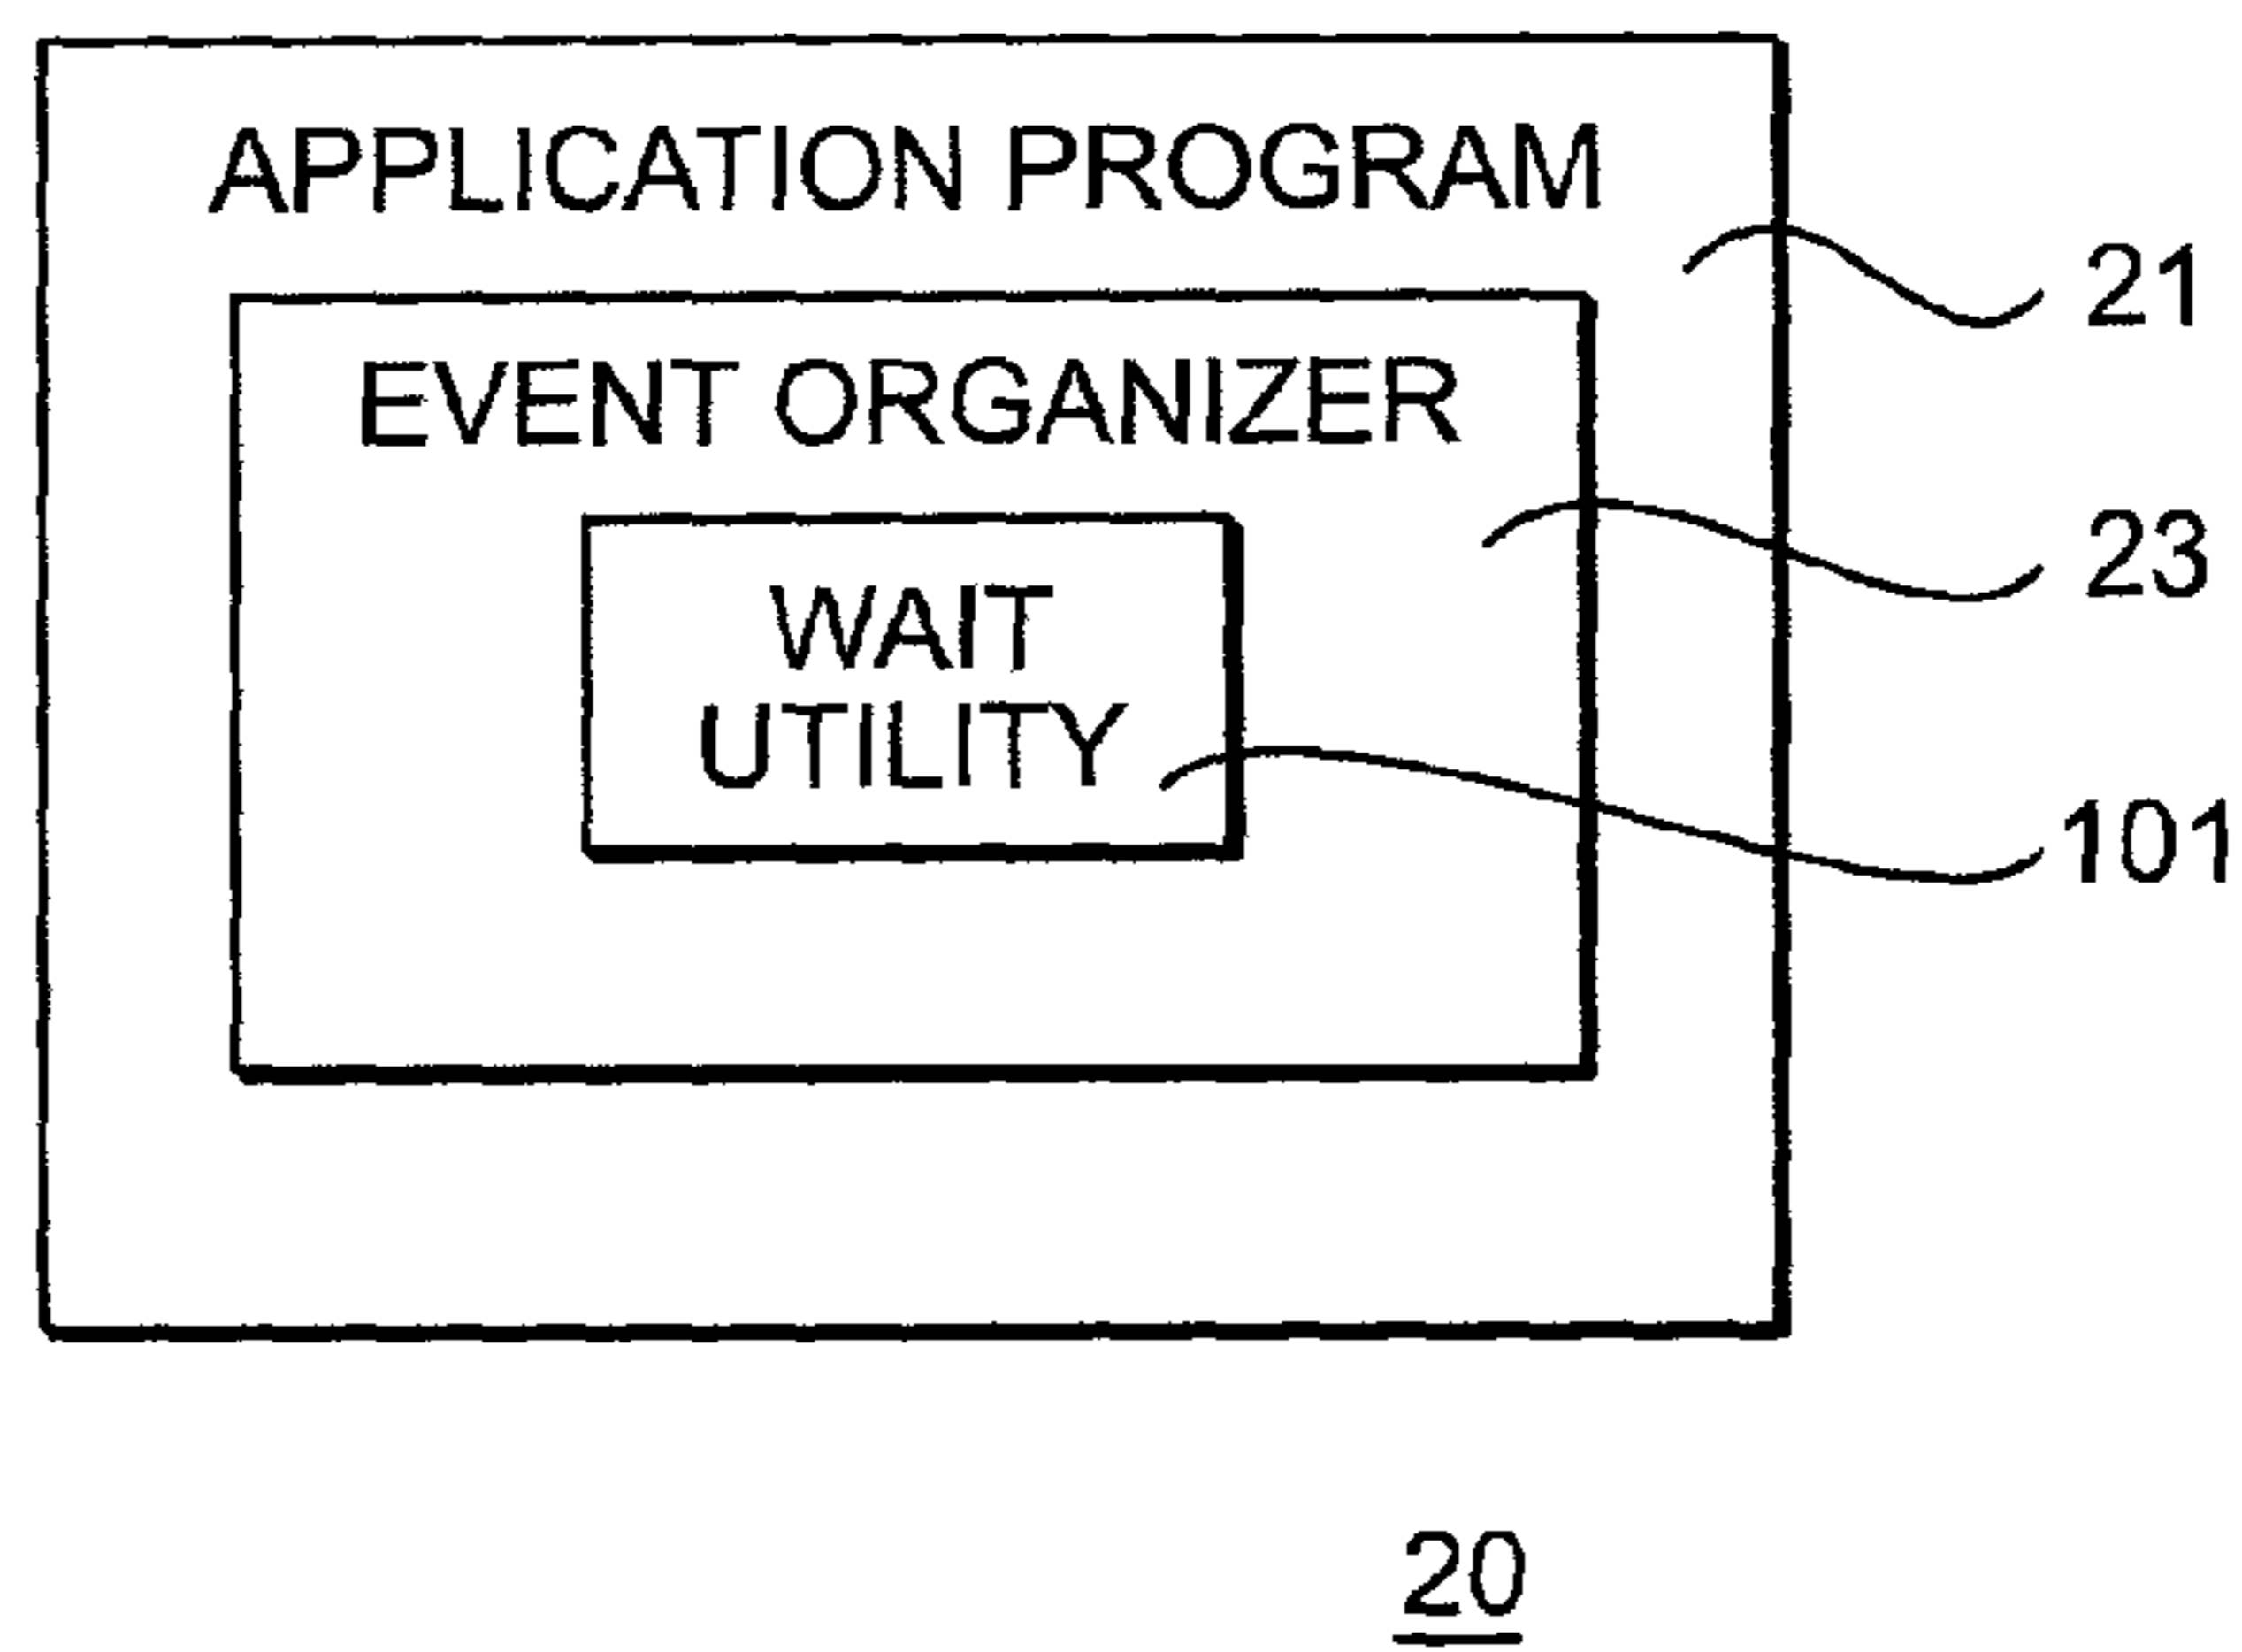 APPLICATION PROGRAM
21
EVENT ORGANIZER
23
WAIT
UTILITY
101
20